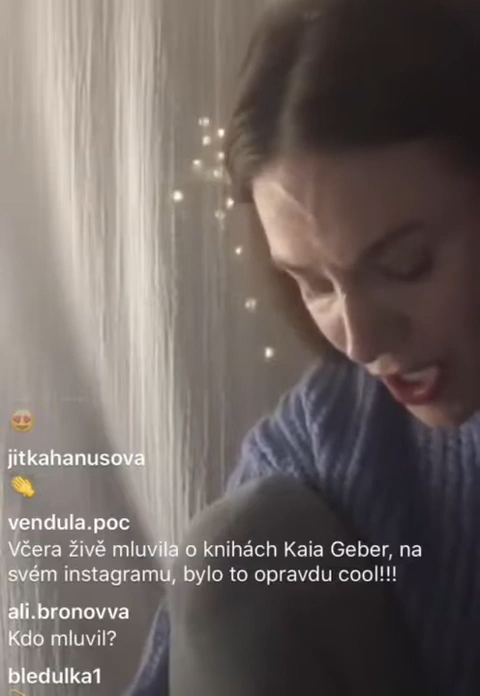 😍
jitkahanusova
👏
vendula.poc
Včera živě mluvila o knihách Kaia Geber, na
svém instagramu, bylo to opravdu cool!!!
ali.bronovva
Kdo mluvil?
bledulka1